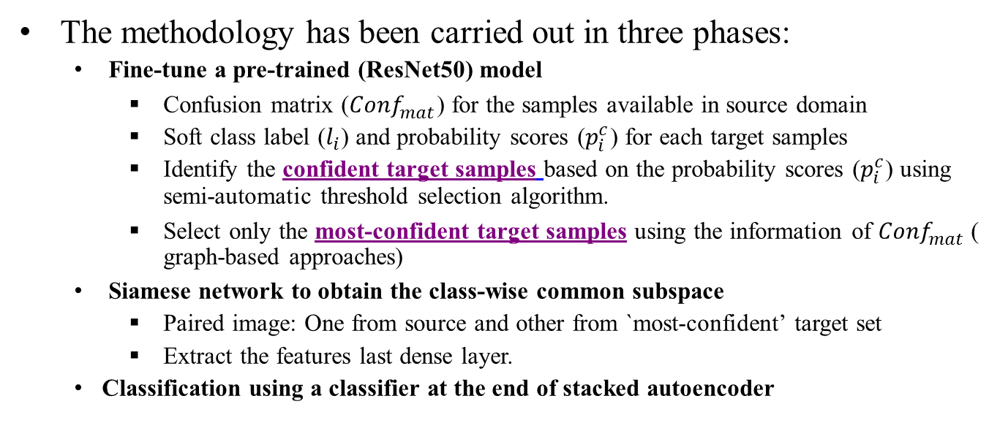 • The methodology has been carried out in three phases:
• Fine-tune a pre-trained (ResNet50) model
▪ Confusion matrix (Conf_mat) for the samples available in source domain
▪ Soft class label (l_i) and probability scores (p_i^c) for each target samples
▪ Identify the confident target samples based on the probability scores (p_i^c) using
semi-automatic threshold selection algorithm.
▪ Select only the most-confident target samples using the information of Conf_mat (
graph-based approaches)
• Siamese network to obtain the class-wise common subspace
▪ Paired image: One from source and other from `most-confident’ target set
▪ Extract the features last dense layer.
• Classification using a classifier at the end of stacked autoencoder